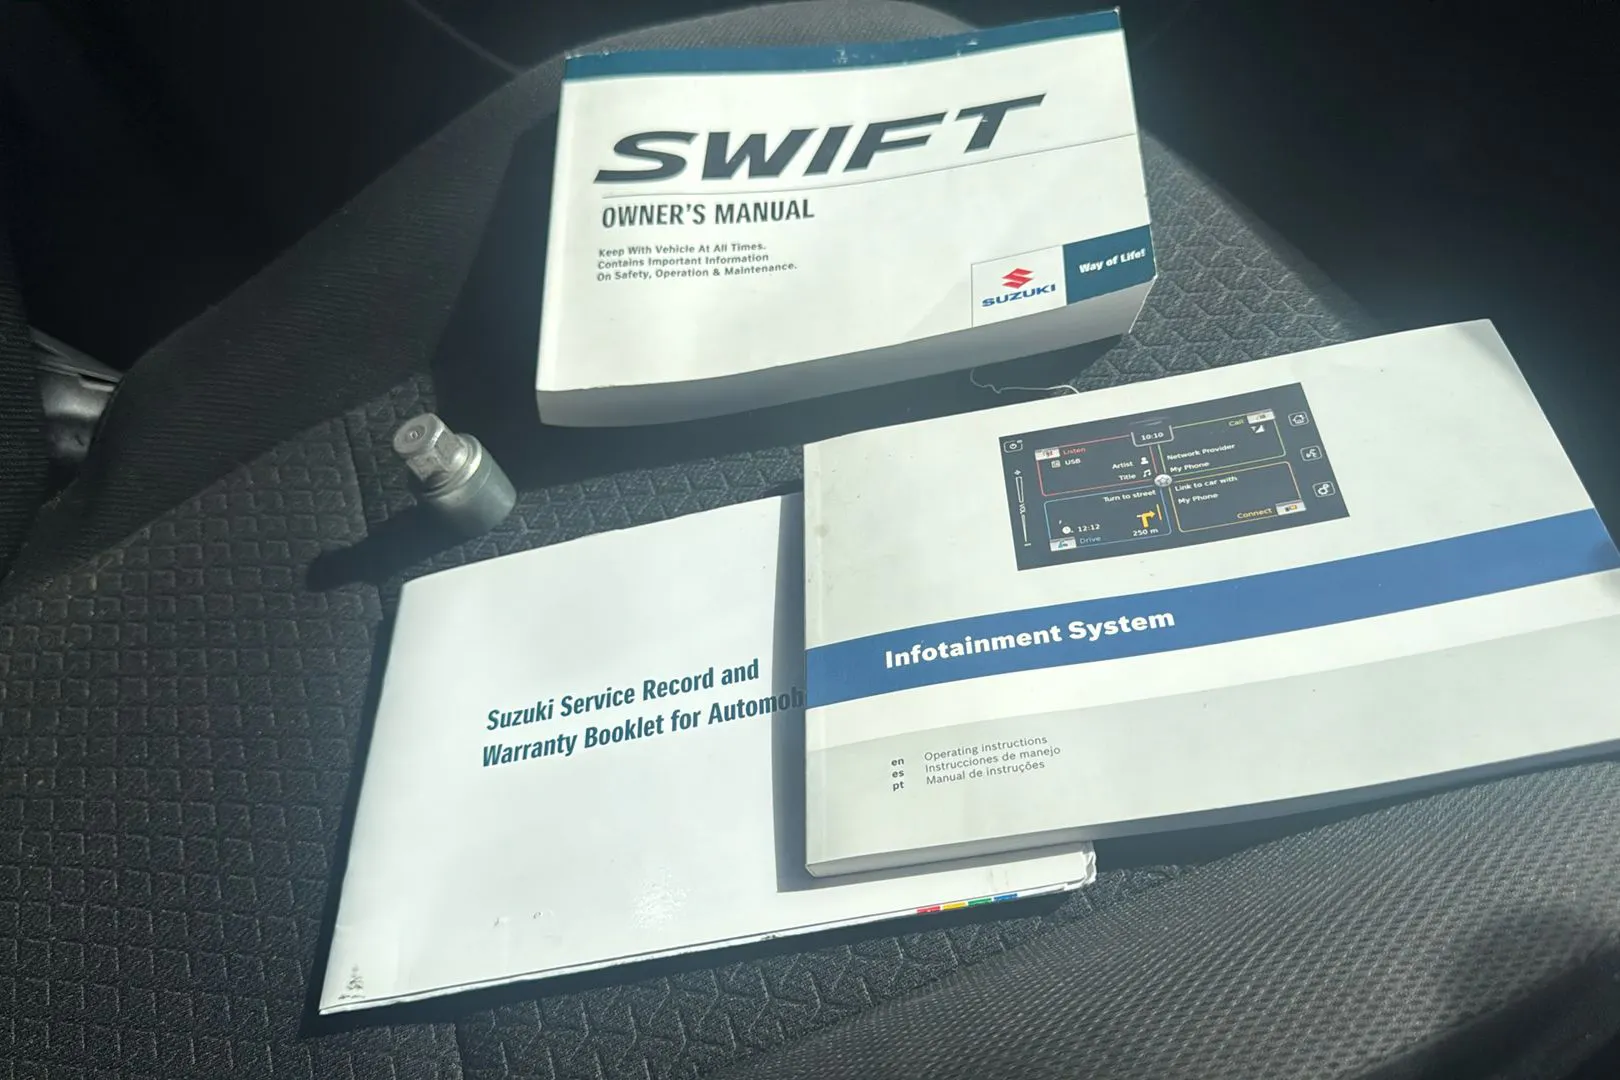 SWIFT
OWNER'S MANUAL
Keep With Vehicle At All Times.
Contains Important Information
On Safety, Operation & Maintenance.
SUZUKI
Way of Life!
10:10
Call
Listen
USB
Artist
Title
Network Provider
My Phone
Turn to street
Link to car with
My Phone
12:12
250 m
Drive
Connect
VOL
Infotainment System
en Operating instructions
es Instrucciones de manejo
pt Manual de instruções
Suzuki Service Record and
Warranty Booklet for Automob